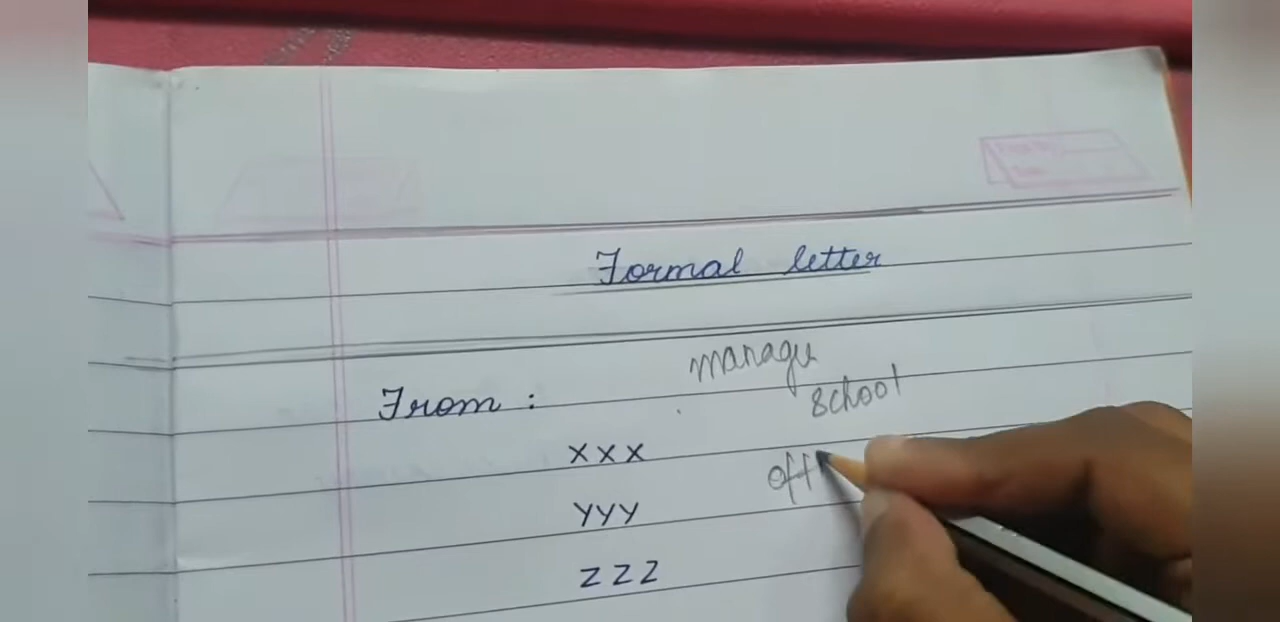 Formal letter
manager
From :
school
XXX
off
YYY
ZZZ